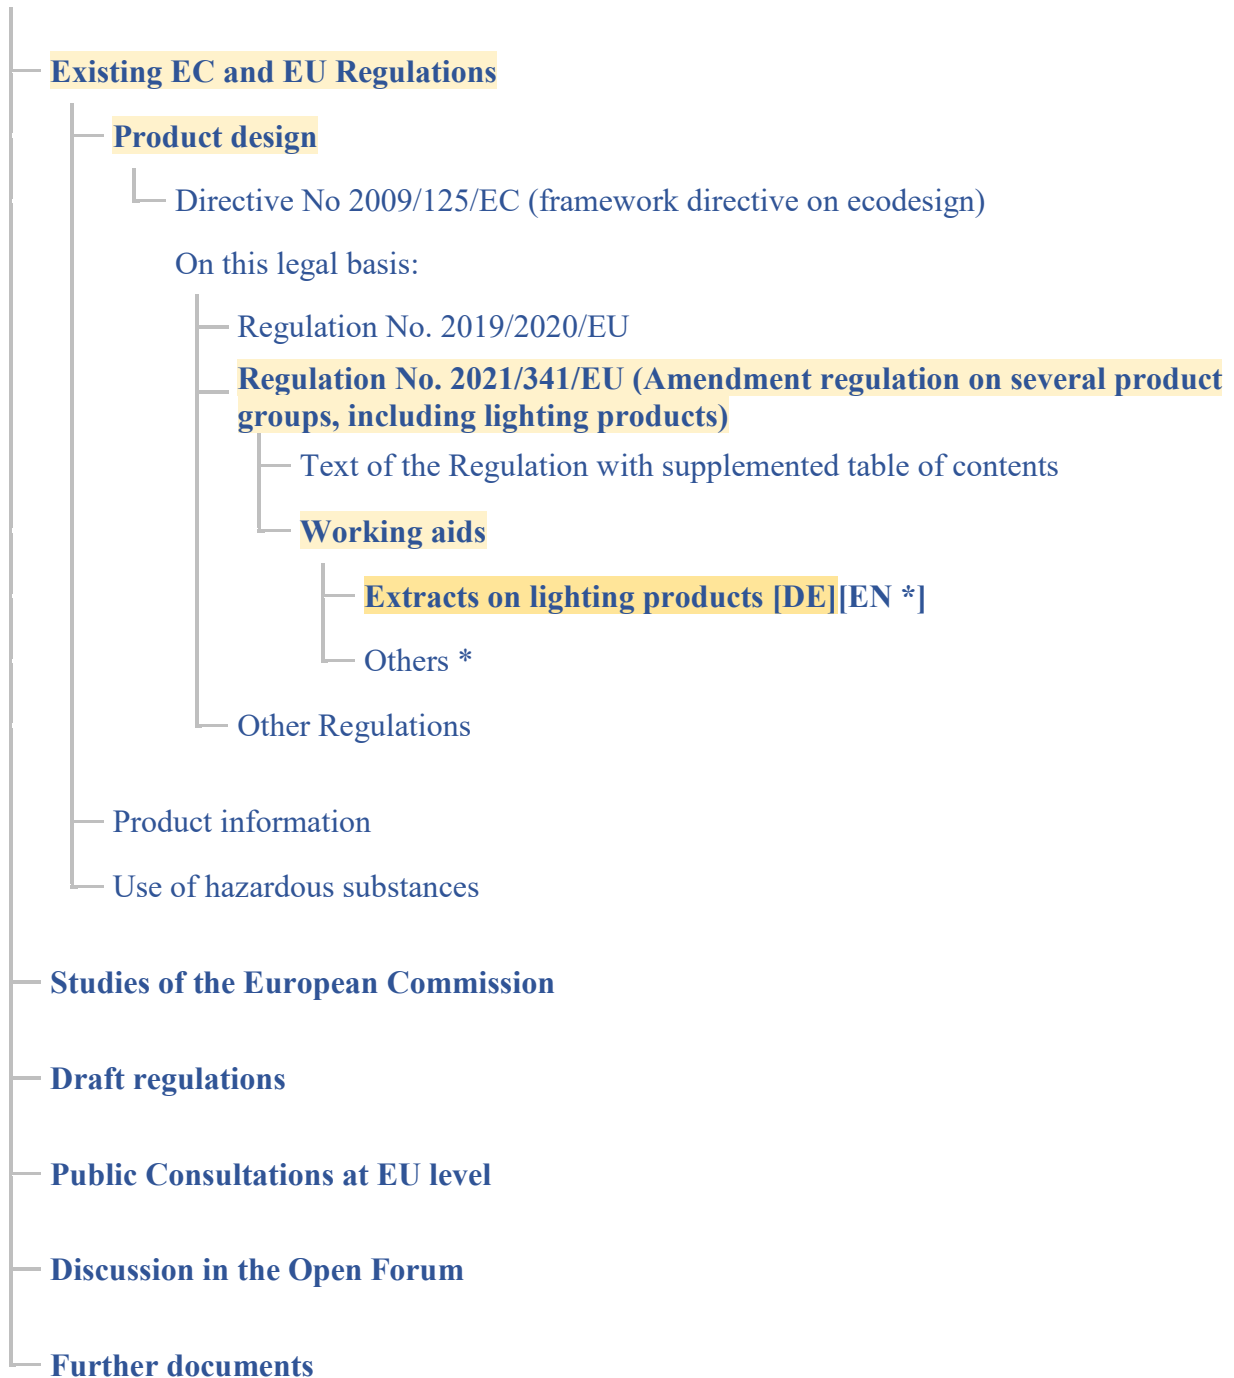 Existing EC and EU Regulations
Product design
Directive No 2009/125/EC (framework directive on ecodesign)
On this legal basis:
Regulation No. 2019/2020/EU
Regulation No. 2021/341/EU (Amendment regulation on several product
groups, including lighting products)
Text of the Regulation with supplemented table of contents
Working aids
Extracts on lighting products [DE][EN *]
Others *
Other Regulations
Product information
Use of hazardous substances
Studies of the European Commission
Draft regulations
Public Consultations at EU level
Discussion in the Open Forum
Further documents